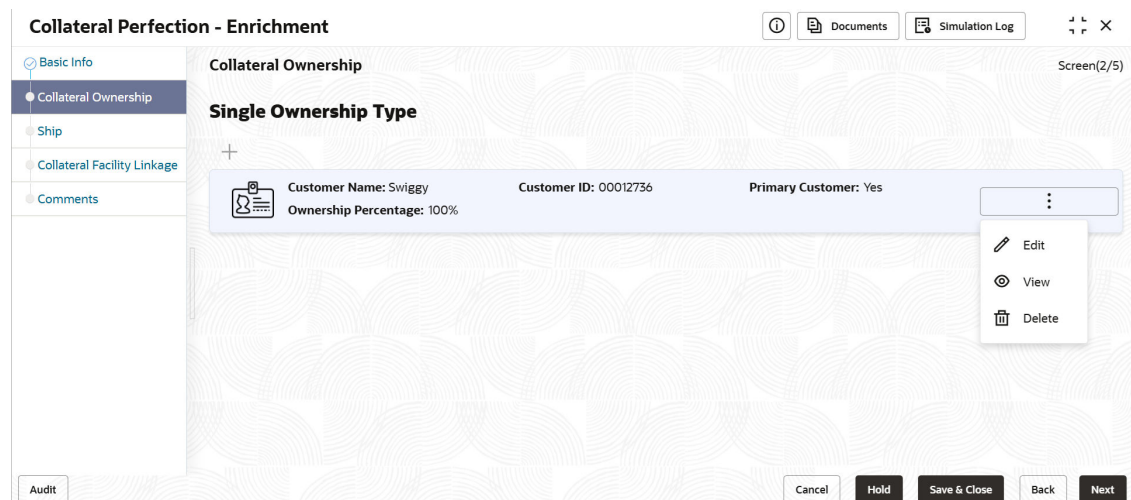 Collateral Perfection - Enrichment
Documents
Simulation Log
Basic Info
Collateral Ownership
Ship
Collateral Facility Linkage
Comments
Collateral Ownership
Screen(2/5)
Single Ownership Type
Customer Name: Swiggy
Customer ID: 00012736
Primary Customer: Yes
Ownership Percentage: 100%
Edit
View
Delete
Audit
Cancel
Hold
Save & Close
Back
Next